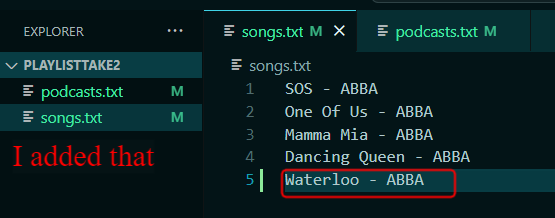 EXPLORER ...
PLAYLISTTAKE2
podcasts.txt M
songs.txt M
I added that
songs.txt M podcasts.txt M
songs.txt
1 SOS - ABBA
2 One Of Us - ABBA
3 Mamma Mia - ABBA
4 Dancing Queen - ABBA
5 Waterloo - ABBA